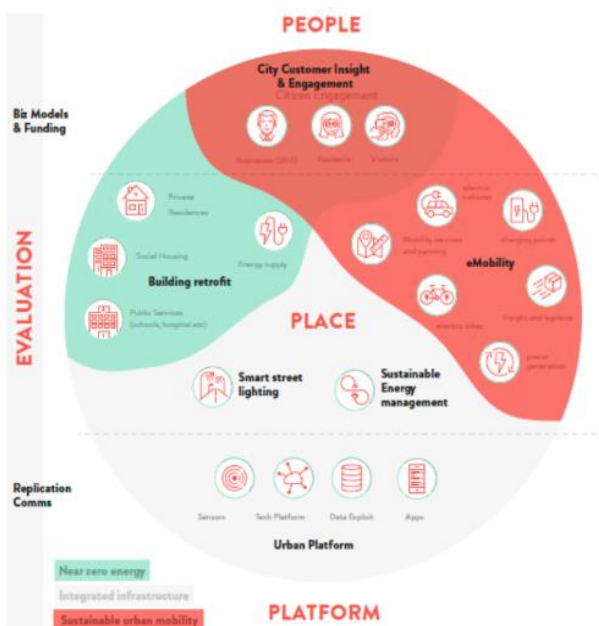 PEOPLE
City Customer Insight
& Engagement
Citizen Engagement
Biz Models
& Funding
Residents
Visitors
Private
Residences
electric
vehicles
charging points
Mobility services
and parking
Social Housing
Energy supply
eMobility
Building retrofit
EVALUATION
Public Services
(schools, hospital etc)
PLACE
electric bikes
Freight and logistics
power
generation
Smart street
lighting
Sustainable
Energy
management
Replication
Comms
Sensors
Tech Platform
Data Exploit
Apps
Urban Platform
Near zero energy
Integrated infrastructure
Sustainable urban mobility
PLATFORM